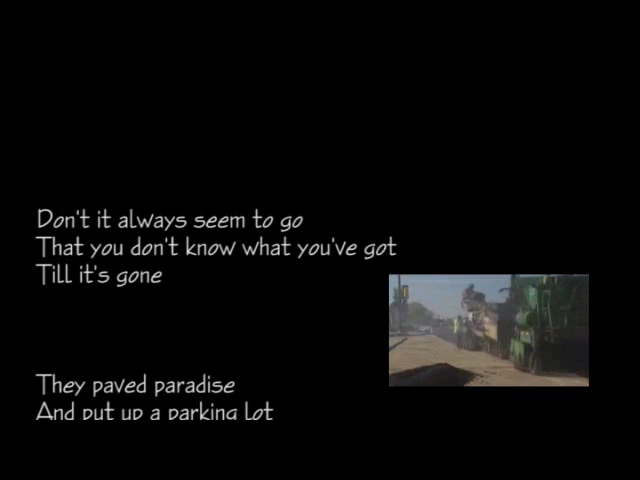 Don't it always seem to go
That you don't know what you've got
Till it's gone
They paved paradise
And put up a parking lot